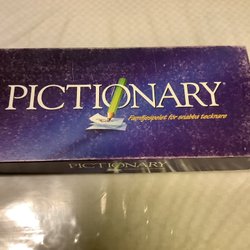 PICTIONARY
Familjespelet för snabba tecknare
PICTIONARY